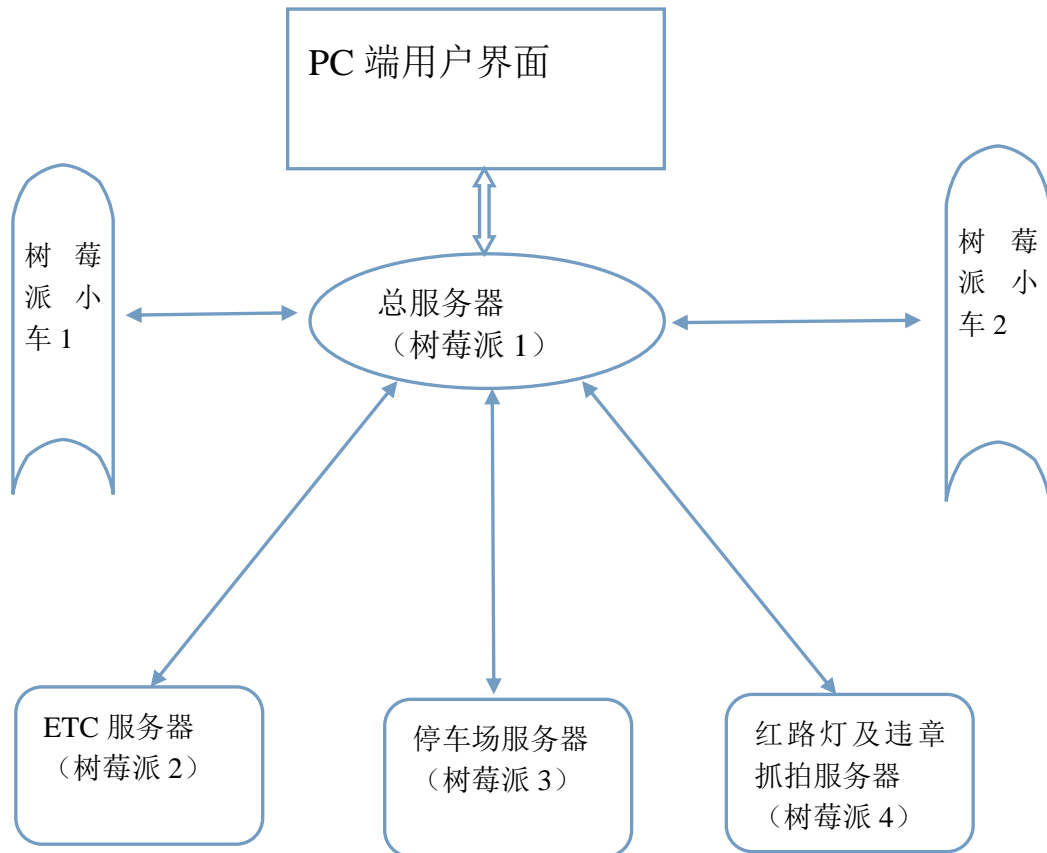 PC 端用户界面
树莓
派小
车 1
总服务器
（树莓派 1）
树莓
派小
车 2
ETC 服务器
（树莓派 2）
停车场服务器
（树莓派 3）
红路灯及违章
抓拍服务器
（树莓派 4）